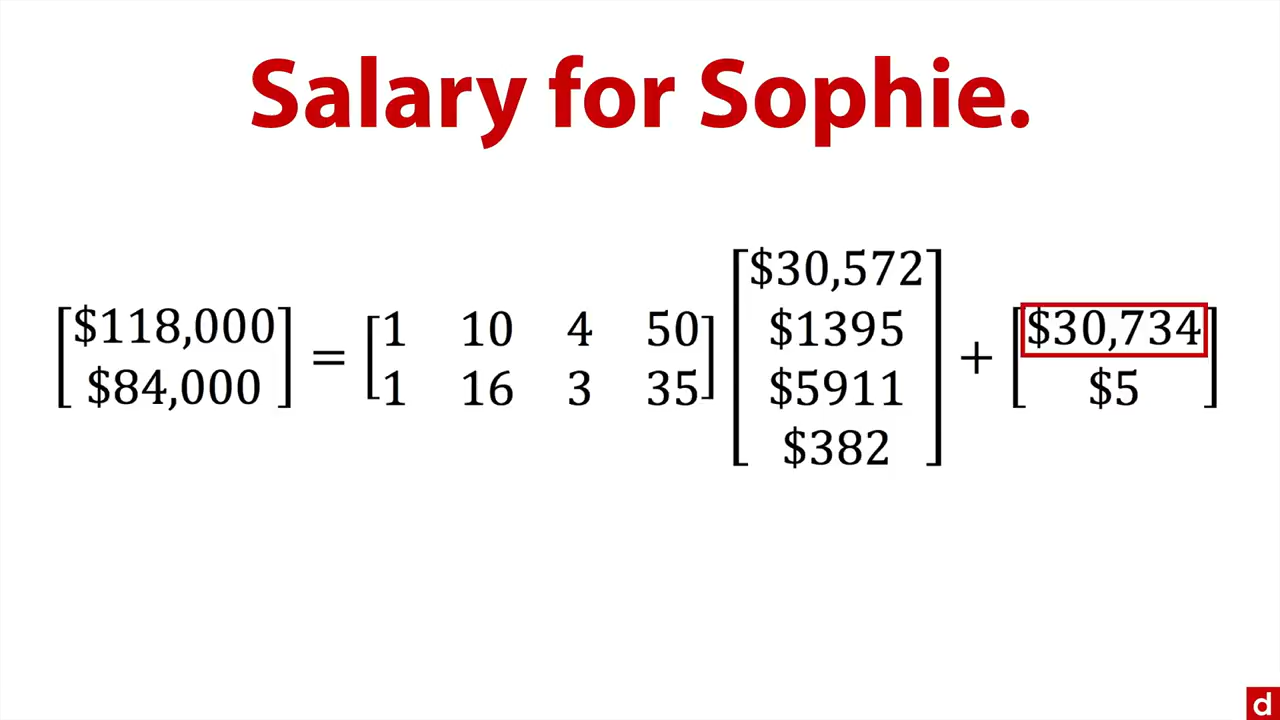 Salary for Sophie.
[$118,000
$84,000] = [1 10 4 50
1 16 3 35] [$30,572
$1395
$5911
$382] + [$30,734
$5]
d